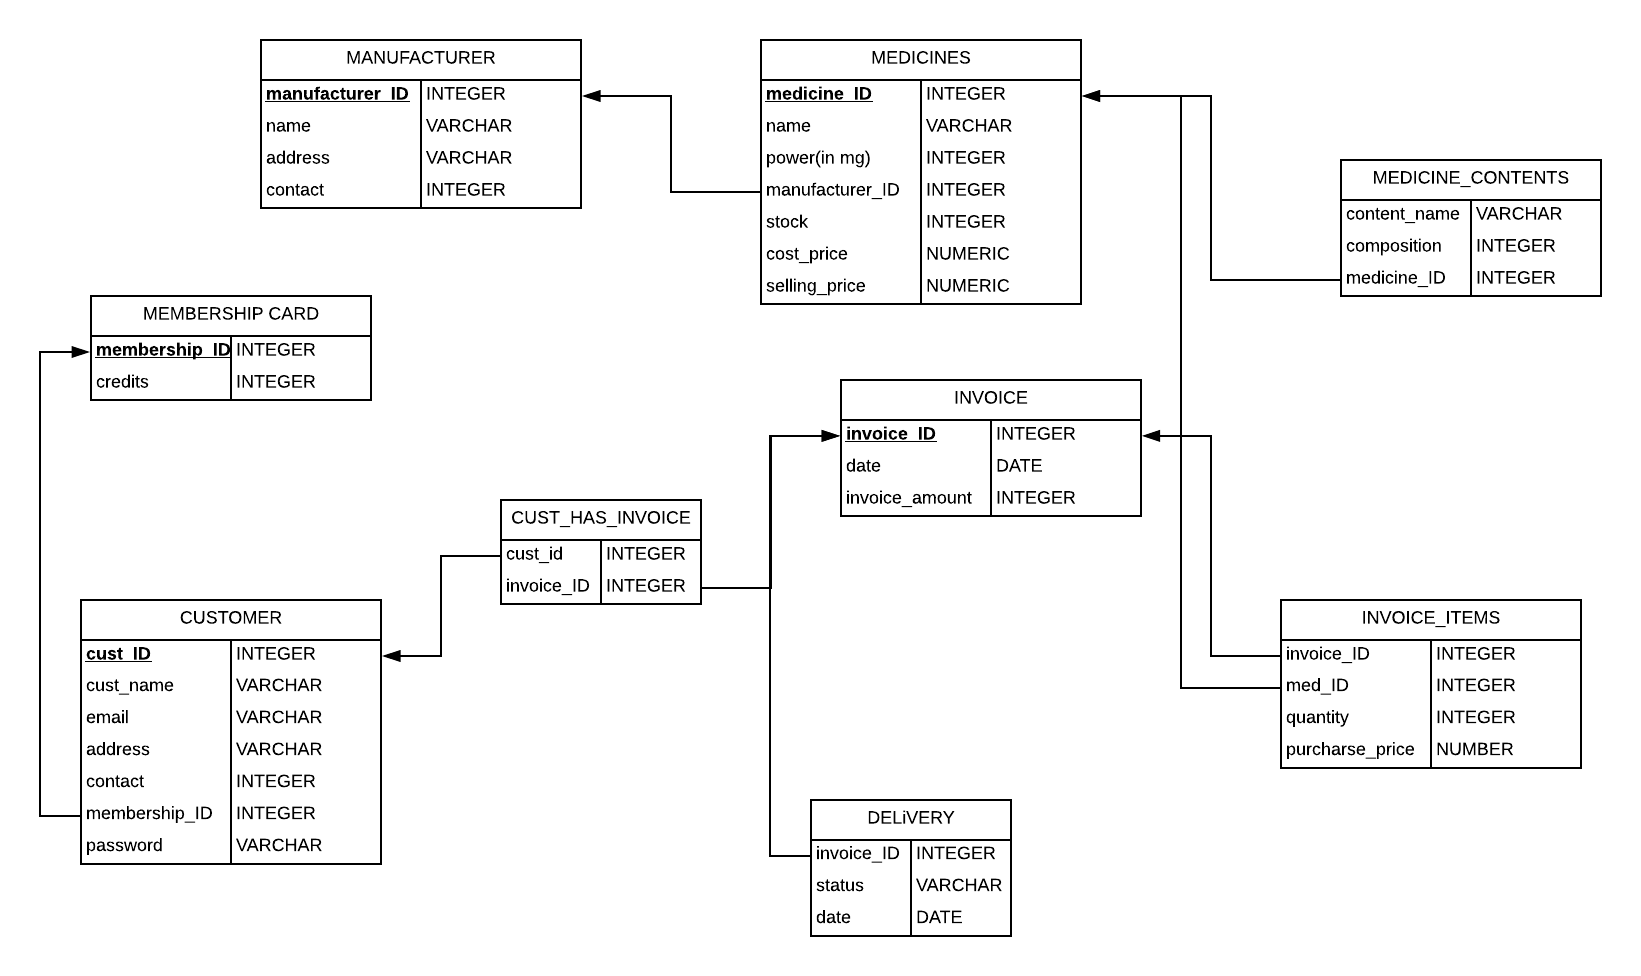 MANUFACTURER
manufacturer_ID INTEGER
name VARCHAR
address VARCHAR
contact INTEGER
MEDICINES
medicine_ID INTEGER
name VARCHAR
power(in mg) INTEGER
manufacturer_ID INTEGER
stock INTEGER
cost_price NUMERIC
selling_price NUMERIC
MEDICINE_CONTENTS
content_name VARCHAR
composition INTEGER
medicine_ID INTEGER
MEMBERSHIP CARD
membership_ID INTEGER
credits INTEGER
INVOICE
invoice_ID INTEGER
date DATE
invoice_amount INTEGER
CUST_HAS_INVOICE
cust_id INTEGER
invoice_ID INTEGER
CUSTOMER
cust_ID INTEGER
cust_name VARCHAR
email VARCHAR
address VARCHAR
contact INTEGER
membership_ID INTEGER
password VARCHAR
INVOICE_ITEMS
invoice_ID INTEGER
med_ID INTEGER
quantity INTEGER
purcharse_price NUMBER
DELiVERY
invoice_ID INTEGER
status VARCHAR
date DATE